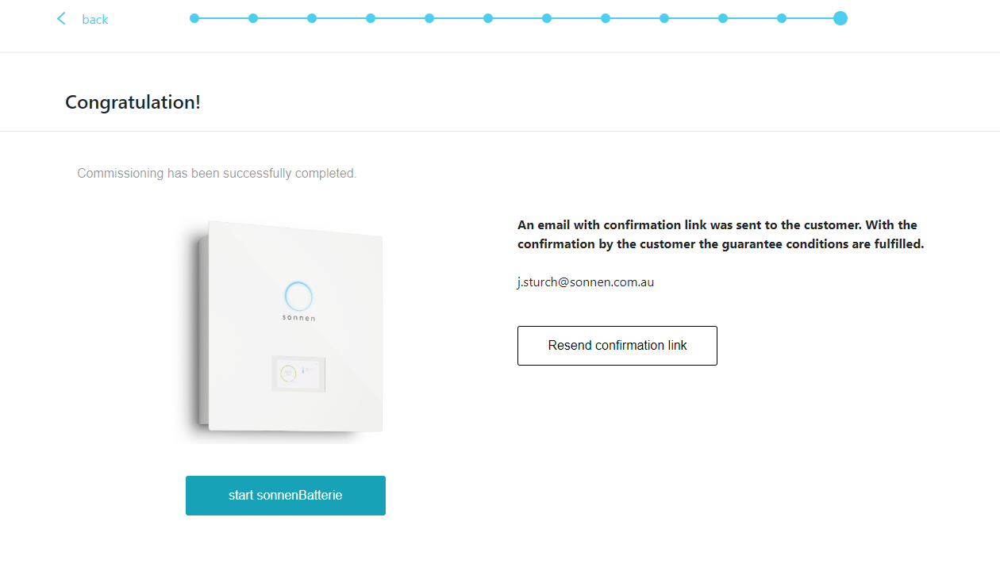 back
Congratulation!
Commissioning has been successfully completed.
An email with confirmation link was sent to the customer. With the
confirmation by the customer the guarantee conditions are fulfilled.
j.sturch@sonnen.com.au
sonnen
Resend confirmation link
start sonnenBatterie